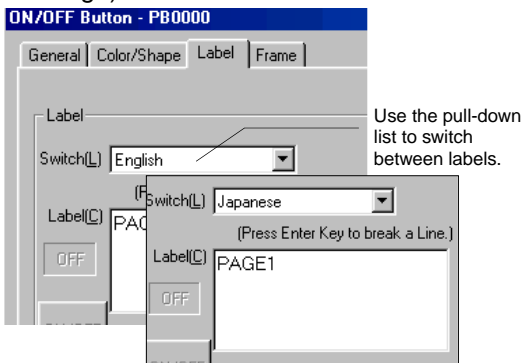 ON/OFF Button - PB0000
General Color/Shape Label Frame
Label
Use the pull-down
list to switch
between labels.
Switch(L) English
Switch(L) Japanese
(Press Enter Key to break a Line.)
Label(C)
Label(C) PAGE1
OFF
OFF